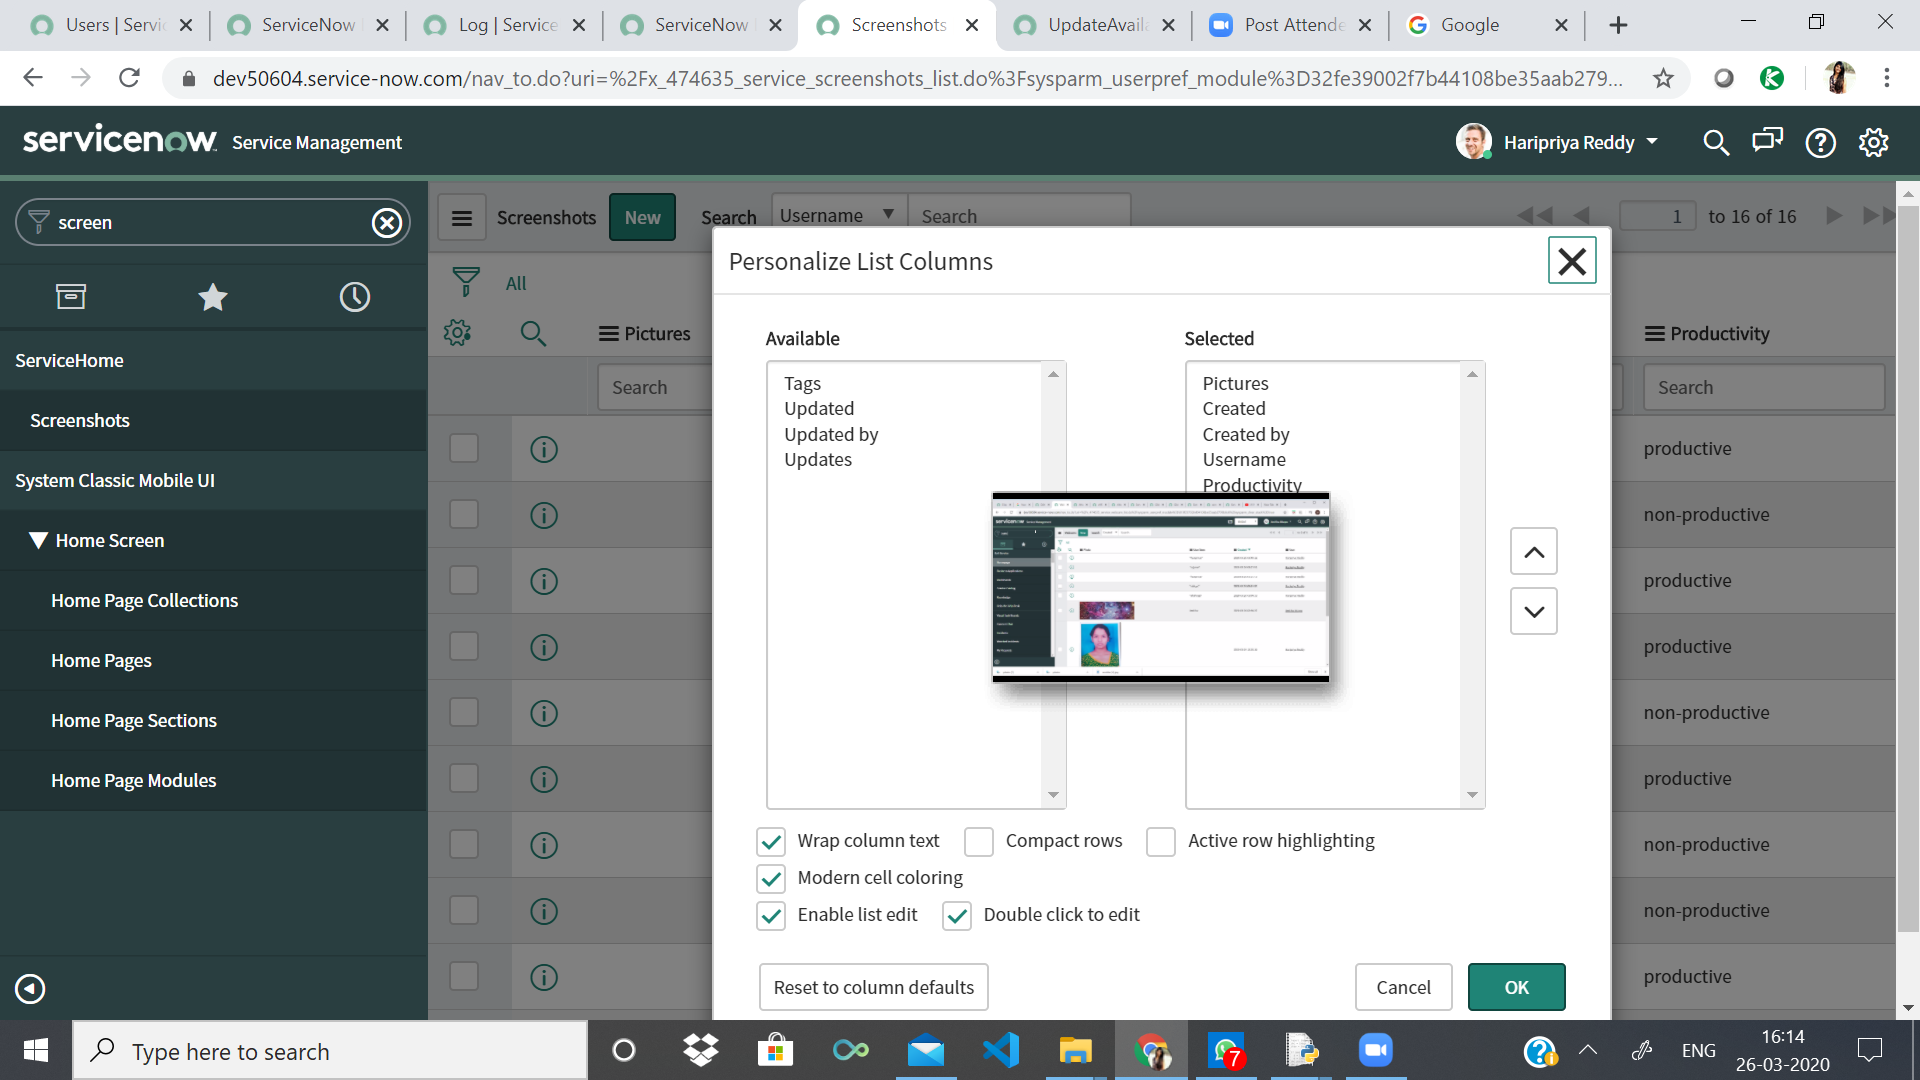 Users | Servic
ServiceNow
Log | Service
ServiceNow
Screenshots
UpdateAvaila
Post Attende
Google
dev50604.service-now.com/nav_to.do?uri=%2Fx_474635_service_screenshots_list.do%3Fsysparm_userpref_module%3D32fe39002f7b44108be35aab279...
servicenow Service Management
Haripriya Reddy
screen
Screenshots New Search Username Search
1 to 16 of 16
Personalize List Columns
All
ServiceHome
Screenshots
System Classic Mobile UI
Home Screen
Home Page Collections
Home Pages
Home Page Sections
Home Page Modules
Pictures
Search
Available
Tags
Updated
Updated by
Updates
Selected
Pictures
Created
Created by
Username
Productivity
Productivity
Search
productive
non-productive
productive
productive
non-productive
productive
non-productive
non-productive
productive
Wrap column text Compact rows Active row highlighting
Modern cell coloring
Enable list edit Double click to edit
Reset to column defaults Cancel OK
Type here to search
7
ENG
16:14
26-03-2020